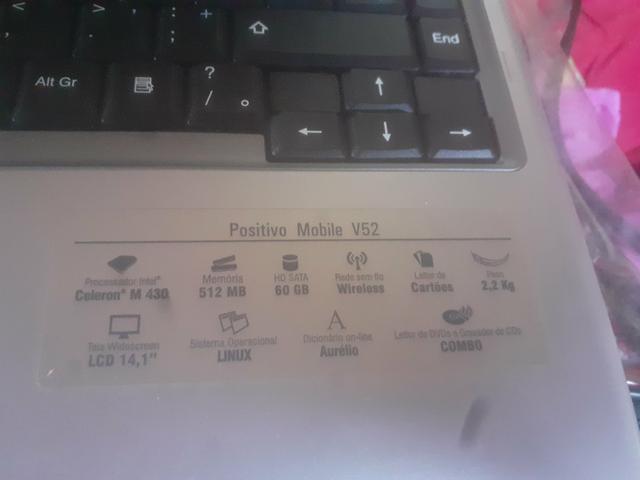 End
Alt Gr
?
/
Positivo Mobile V52
Processador Intel®
Celeron® M 430
Memória
512 MB
HD SATA
60 GB
Rede sem fio
Wireless
Leitor de
Cartões
Peso
2,2 Kg
Tela Widescreen
LCD 14,1"
Sistema Operacional
LINUX
Dicionário on-line
Aurélio
Leitor de DVDs e Gravador de CDs
COMBO